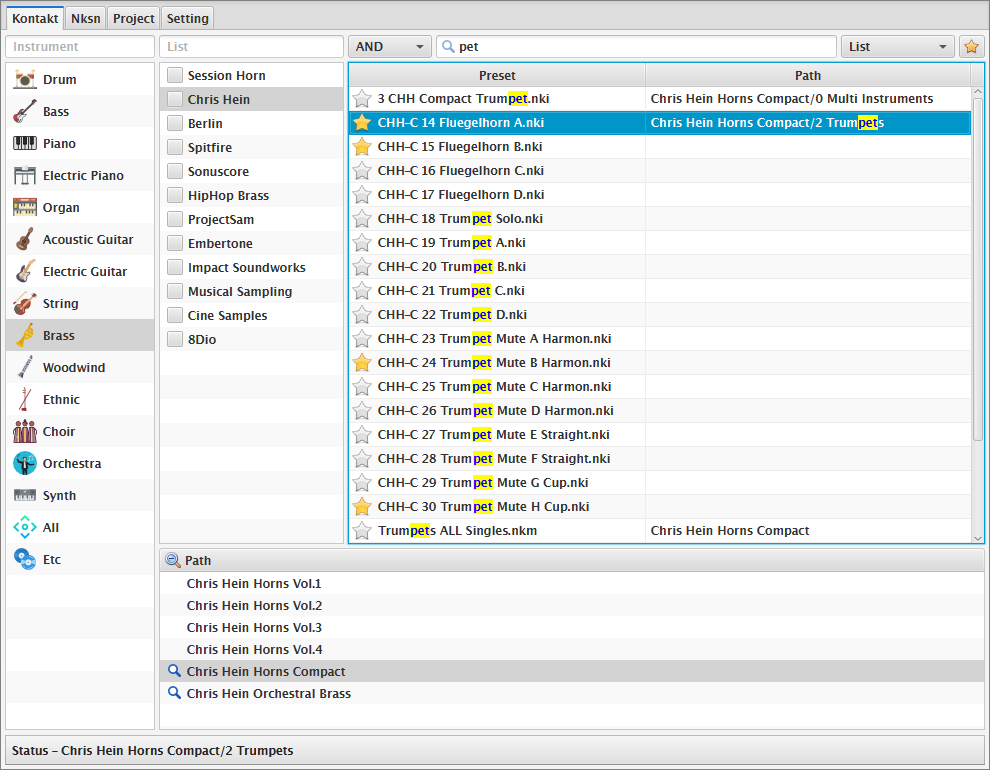 Kontakt Nksn Project Setting
Instrument
List
AND
pet
List
Drum
Bass
Piano
Electric Piano
Organ
Acoustic Guitar
Electric Guitar
String
Brass
Woodwind
Ethnic
Choir
Orchestra
Synth
All
Etc
Session Horn
Chris Hein
Berlin
Spitfire
Sonuscore
HipHop Brass
ProjectSam
Embertone
Impact Soundworks
Musical Sampling
Cine Samples
8Dio
Preset Path
3 CHH Compact Trumpet.nki Chris Hein Horns Compact/0 Multi Instruments
CHH-C 14 Fluegelhorn A.nki Chris Hein Horns Compact/2 Trumpets
CHH-C 15 Fluegelhorn B.nki
CHH-C 16 Fluegelhorn C.nki
CHH-C 17 Fluegelhorn D.nki
CHH-C 18 Trumpet Solo.nki
CHH-C 19 Trumpet A.nki
CHH-C 20 Trumpet B.nki
CHH-C 21 Trumpet C.nki
CHH-C 22 Trumpet D.nki
CHH-C 23 Trumpet Mute A Harmon.nki
CHH-C 24 Trumpet Mute B Harmon.nki
CHH-C 25 Trumpet Mute C Harmon.nki
CHH-C 26 Trumpet Mute D Harmon.nki
CHH-C 27 Trumpet Mute E Straight.nki
CHH-C 28 Trumpet Mute F Straight.nki
CHH-C 29 Trumpet Mute G Cup.nki
CHH-C 30 Trumpet Mute H Cup.nki
Trumpets ALL Singles.nkm Chris Hein Horns Compact
Path
Chris Hein Horns Vol.1
Chris Hein Horns Vol.2
Chris Hein Horns Vol.3
Chris Hein Horns Vol.4
Chris Hein Horns Compact
Chris Hein Orchestral Brass
Status – Chris Hein Horns Compact/2 Trumpets